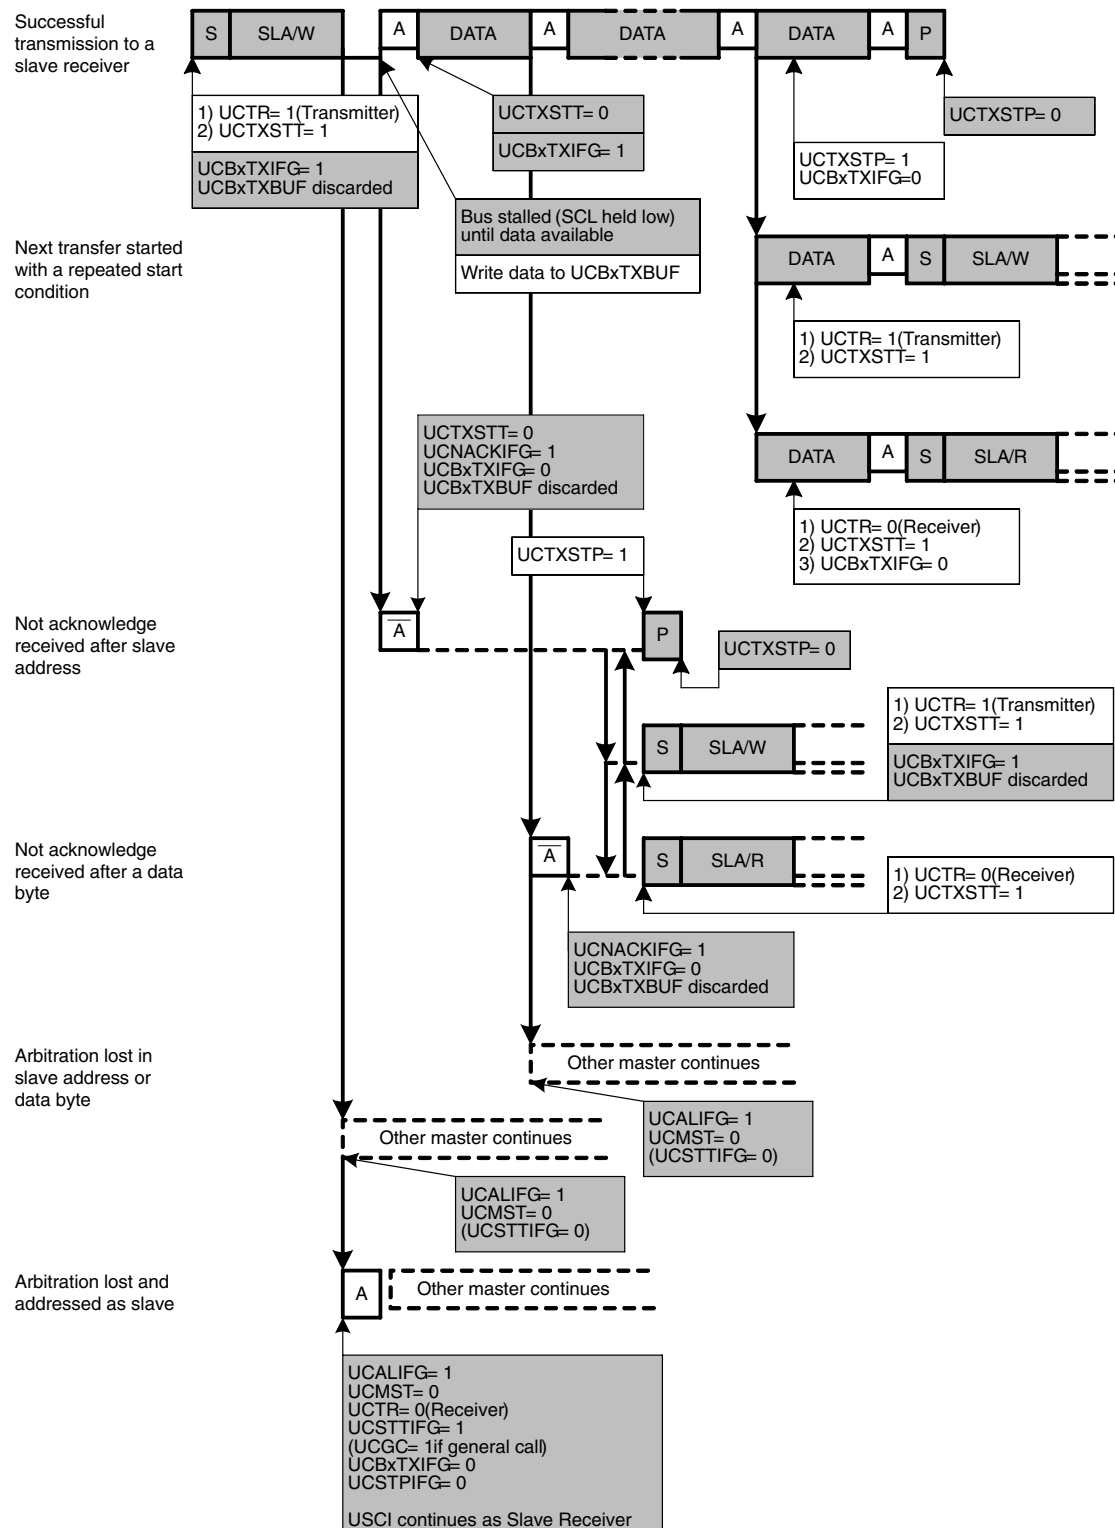 Successful
transmission to a
slave receiver
S
SLA/W
A
DATA
A
DATA
A
DATA
A
P
1) UCTR= 1(Transmitter)
2) UCTXSTT= 1
UCBxTXIFG= 1
UCBxTXBUF discarded
UCTXSTT= 0
UCBxTXIFG= 1
UCTXSTP= 0
UCTXSTP= 1
UCBxTXIFG=0
Bus stalled (SCL held low)
until data available
Write data to UCBxTXBUF
Next transfer started
with a repeated start
condition
DATA
A
S
SLA/W
1) UCTR= 1(Transmitter)
2) UCTXSTT= 1
UCTXSTT= 0
UCNACKIFG= 1
UCBxTXIFG= 0
UCBxTXBUF discarded
DATA
A
S
SLA/R
1) UCTR= 0(Receiver)
2) UCTXSTT= 1
3) UCBxTXIFG= 0
UCTXSTP= 1
Not acknowledge
received after slave
address
A̅
P
UCTXSTP= 0
S
SLA/W
1) UCTR= 1(Transmitter)
2) UCTXSTT= 1
UCBxTXIFG= 1
UCBxTXBUF discarded
Not acknowledge
received after a data
byte
A̅
S
SLA/R
1) UCTR= 0(Receiver)
2) UCTXSTT= 1
UCNACKIFG= 1
UCBxTXIFG= 0
UCBxTXBUF discarded
Arbitration lost in
slave address or
data byte
Other master continues
UCALIFG= 1
UCMST= 0
(UCSTTIFG= 0)
Other master continues
UCALIFG= 1
UCMST= 0
(UCSTTIFG= 0)
Arbitration lost and
addressed as slave
A
Other master continues
UCALIFG= 1
UCMST= 0
UCTR= 0(Receiver)
UCSTTIFG= 1
(UCGC= 1if general call)
UCBxTXIFG= 0
UCSTPIFG= 0
USCI continues as Slave Receiver